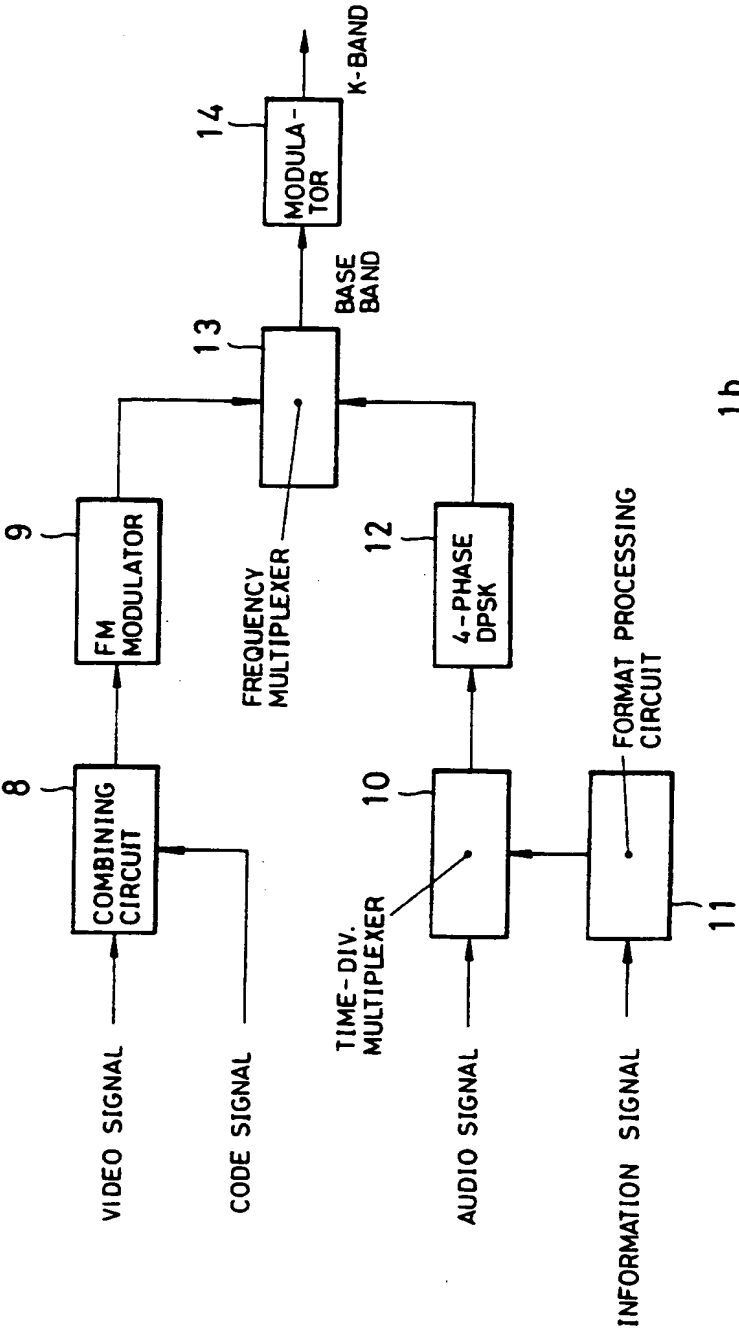 VIDEO SIGNAL
CODE SIGNAL
8
COMBINING
CIRCUIT
9
FM
MODULATOR
FREQUENCY
MULTIPLEXER
13
BASE
BAND
14
MODULA-
TOR
K-BAND
TIME-DIV.
MULTIPLEXER
AUDIO SIGNAL
10
12
4-PHASE
DPSK
INFORMATION SIGNAL
11
FORMAT PROCESSING
CIRCUIT